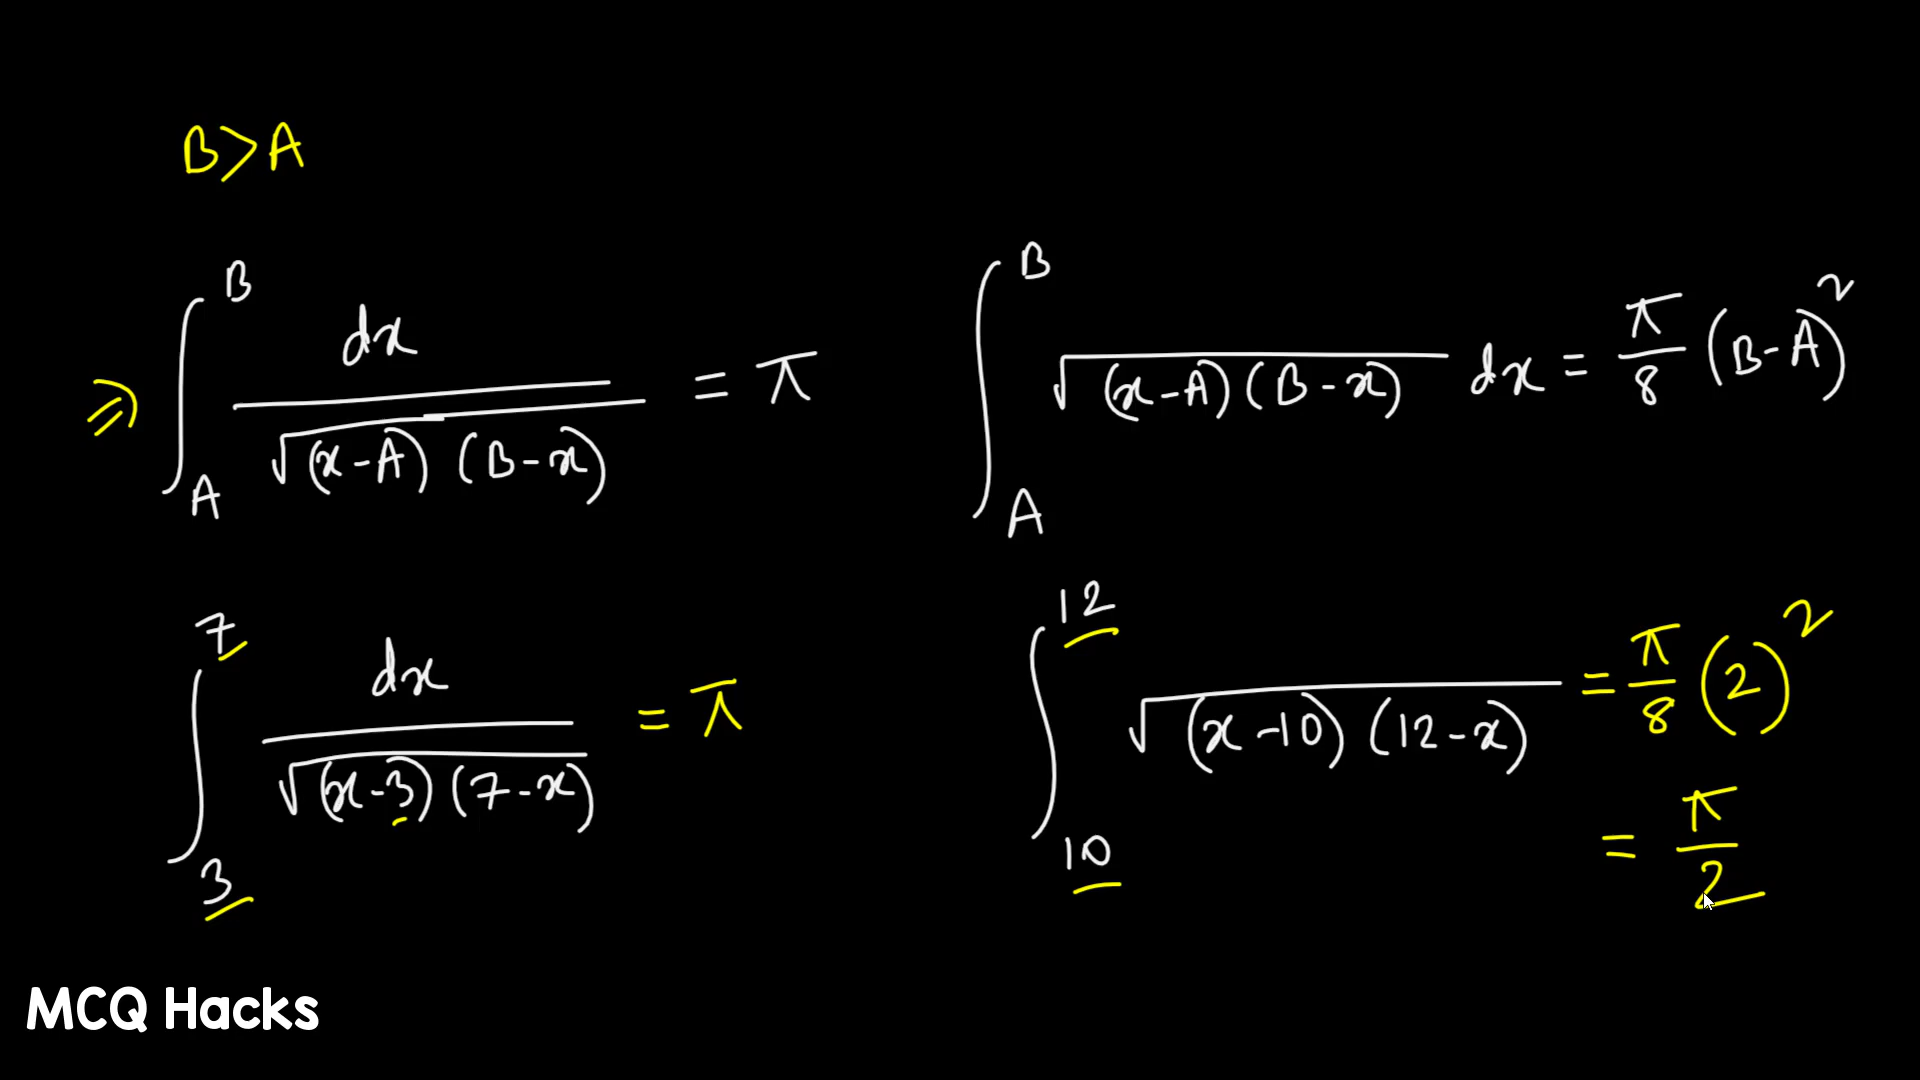 B>A
⇒ ∫_A^B dx / √((x-A) (B-x)) = π
∫_A^B √((x-A)(B-x)) dx = π/8 (B-A)^2
∫_3^7 dx / √((x-3)(7-x)) = π
∫_10^12 √((x-10)(12-x)) = π/8 (2)^2
= π/2
MCQ Hacks